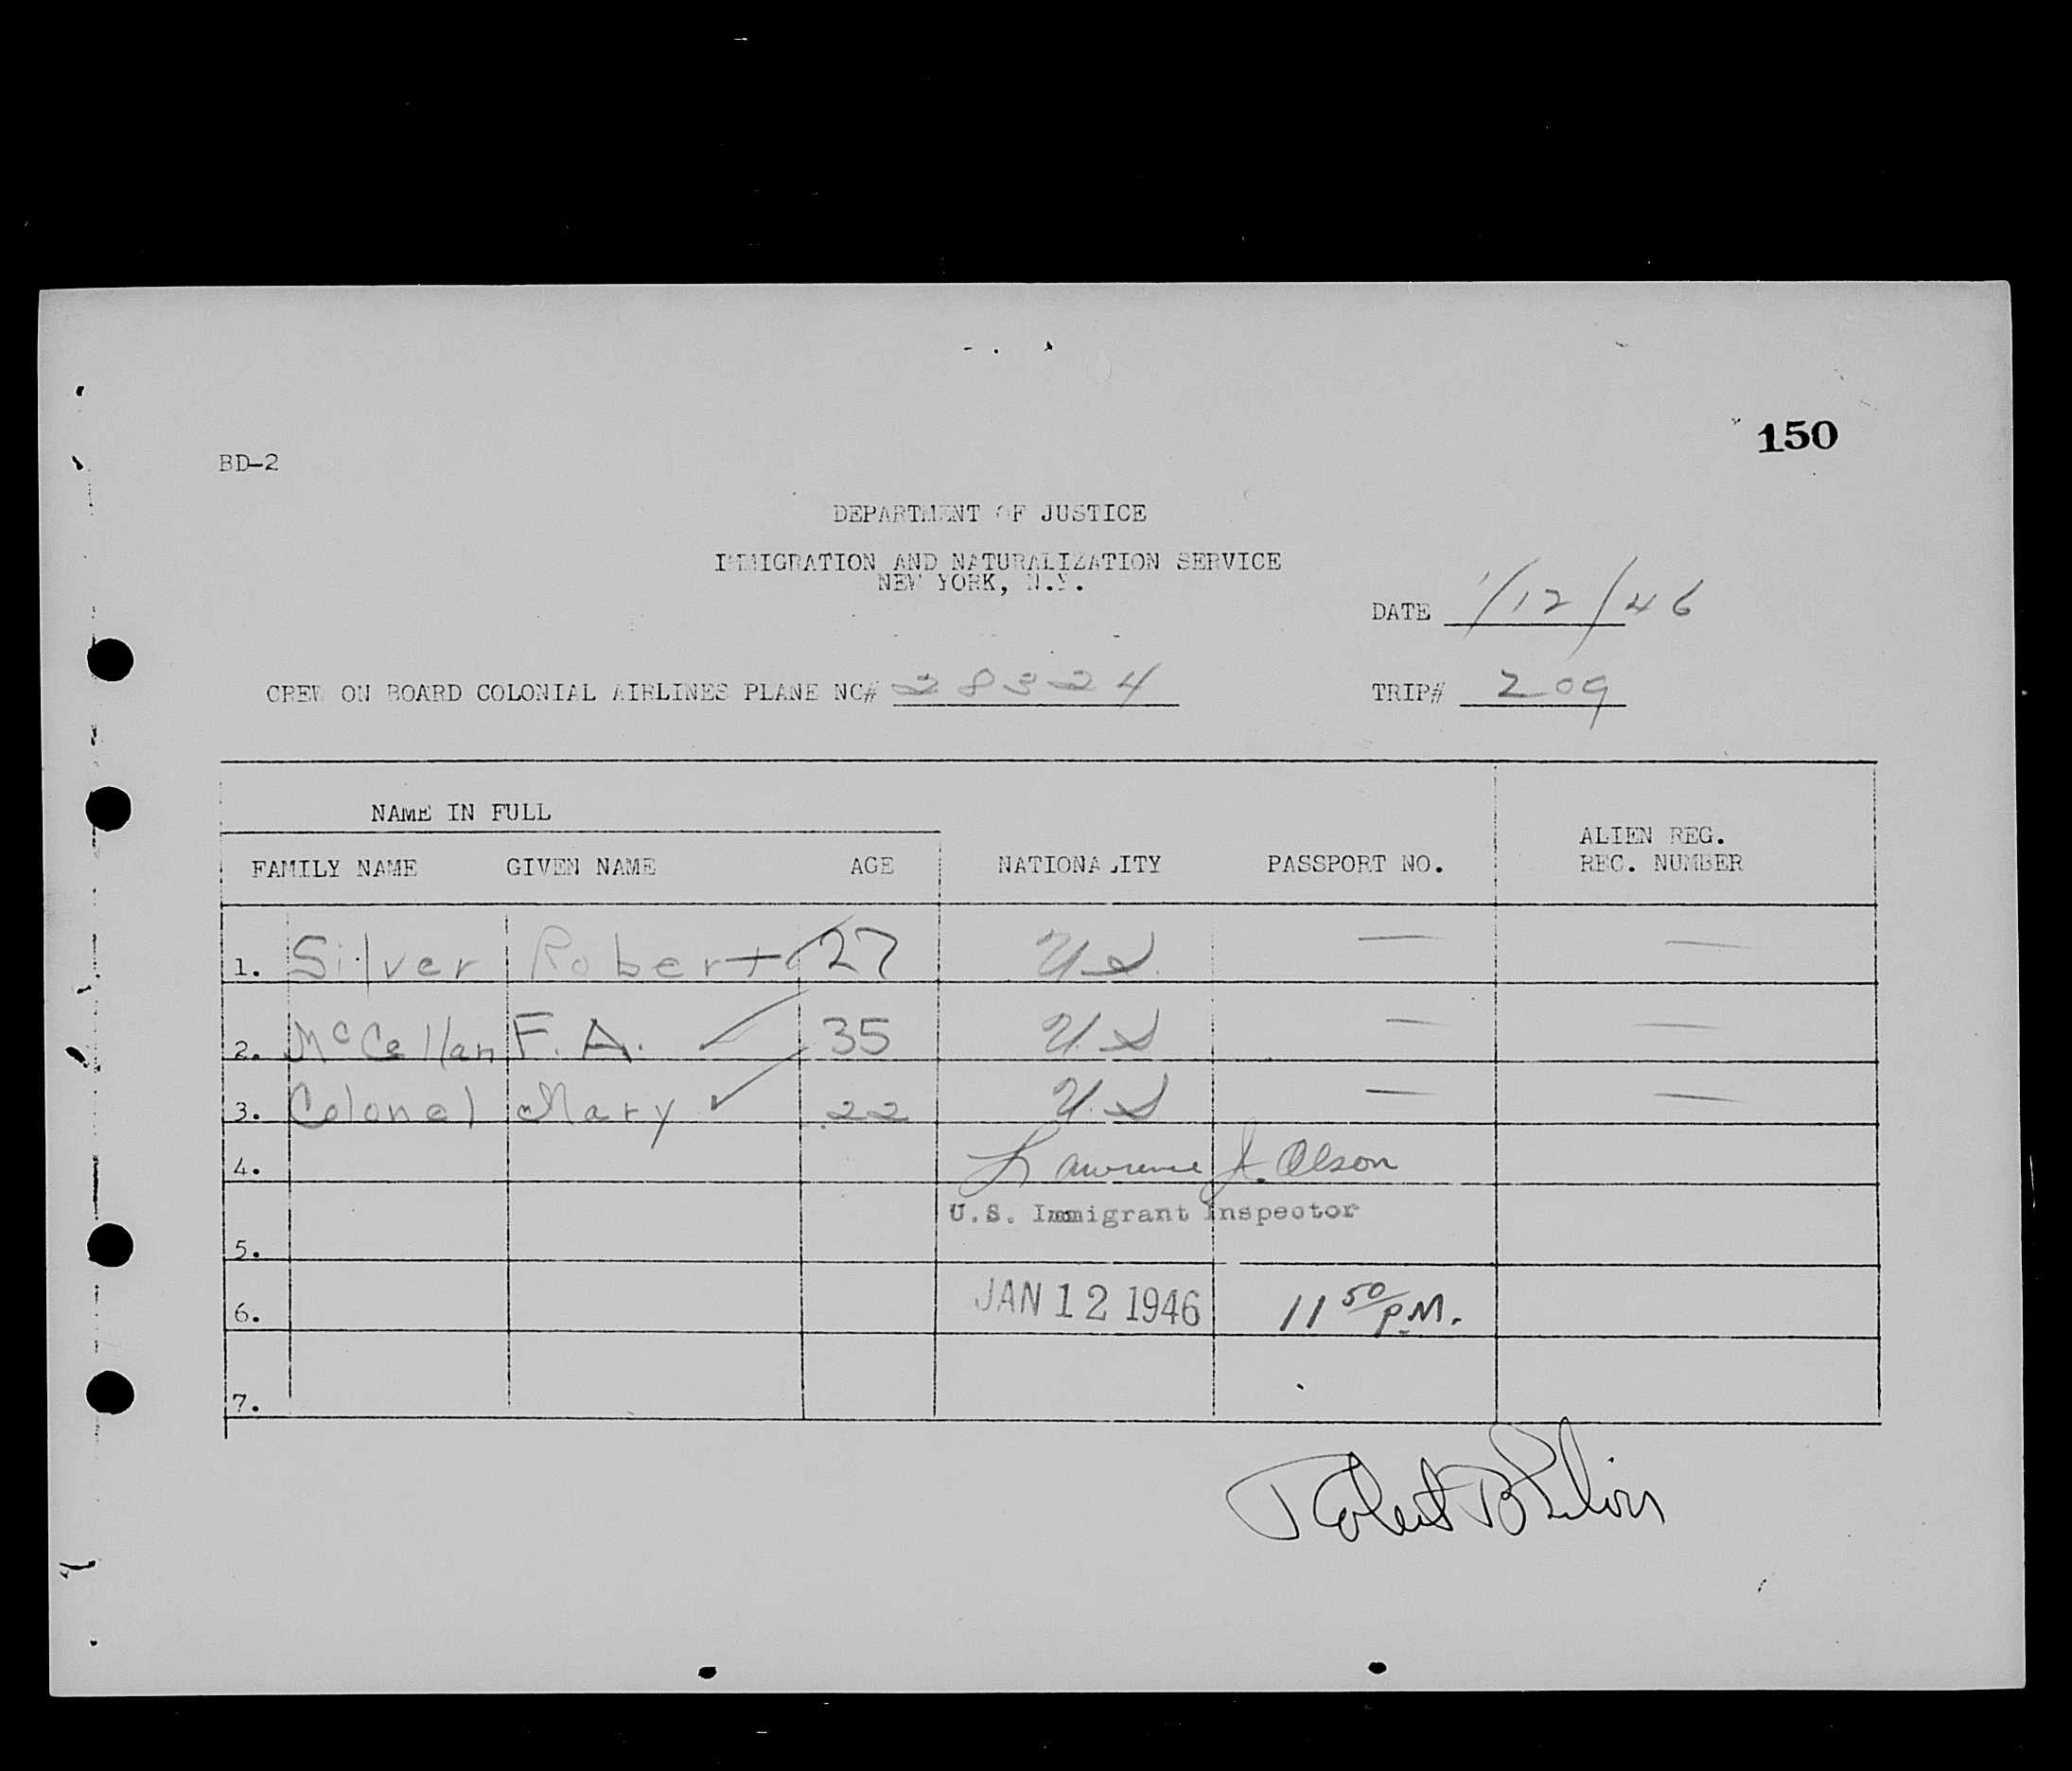 150
BD-2
DEPARTMENT OF JUSTICE
IMMIGRATION AND NATURALIZATION SERVICE
NEW YORK, N.Y.
DATE 1/12/46
CREW ON BOARD COLONIAL AIRLINES PLANE NC# 28324 TRIP# 209
NAME IN FULL
ALIEN REG.
FAMILY NAME GIVEN NAME AGE NATIONALITY PASSPORT NO. REC. NUMBER
1. Silver Robert 27 U.S. — —
2. McCellan F. A. ✓ 35 U.S — —
3. Colonel Mary ✓ 22 U.S — —
4. Lawrence J. Olson
U.S. Immigrant Inspector
5.
6. JAN 12 1946 11 50/P.M.
7.
Robert B Silver